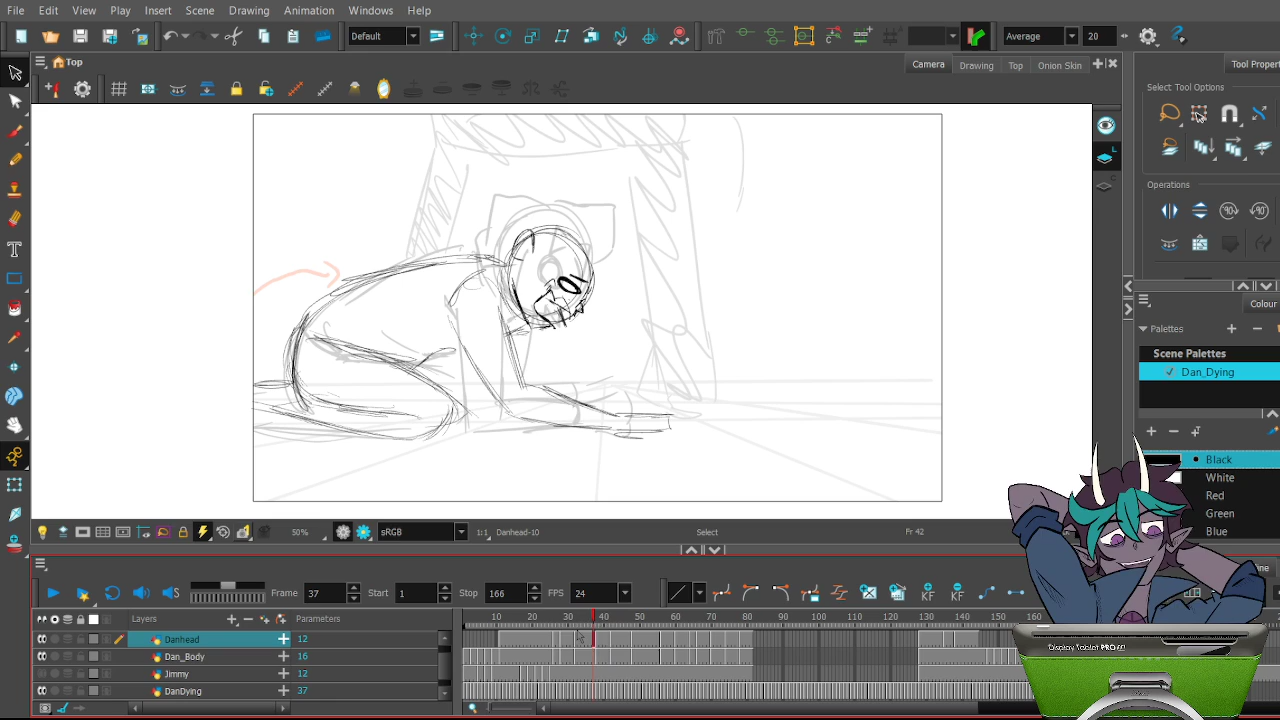 File Edit View Play Insert Scene Drawing Animation Windows Help
Default Average 20
Top Camera Drawing Top Onion Skin Tool Propert
Select Tool Options
Operations
Colour
Palettes
Scene Palettes
Dan_Dying
Black
White
Red
Green
Blue
50% sRGB 1:1 Danhead-10 Select Fr 42
Frame 37 Start 1 Stop 166 FPS 24 KF KF
Layers Parameters 10 20 30 40 50 60 70 80 90 100 110 120 130 140 150 160
Danhead 12
Dan_Body 16
Jimmy 12
DanDying 37